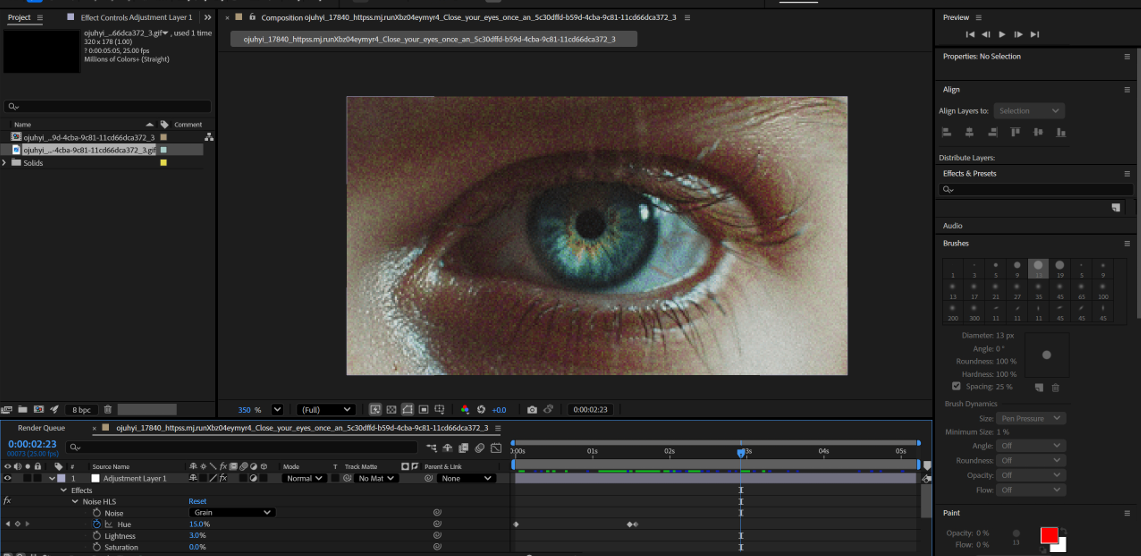 Project
Effect Controls Adjustment Layer 1
ojuhyi_...66dca372_3.gif , used 1 time
320 x 178 (1.00)
? 0:00:05:05, 25.00 fps
Millions of Colors+ (Straight)
Name
Comment
ojuhyi_...9d-4cba-9c81-11cd66dca372_3
ojuhyi_...-4cba-9c81-11cd66dca372_3.gif
Solids
8 bpc
Composition ojuhyi_17840_httpss.mj.runXbz04eymyr4_Close_your_eyes_once_an_5c30dffd-b59d-4cba-9c81-11cd66dca372_3
ojuhyi_17840_httpss.mj.runXbz04eymyr4_Close_your_eyes_once_an_5c30dffd-b59d-4cba-9c81-11cd66dca372_3
350 %
(Full)
+0.0
0:00:02:23
Preview
Properties: No Selection
Align
Align Layers to:
Selection
Distribute Layers:
Effects & Presets
Audio
Brushes
1 3 5 9 13 19 5 9
13 17 21 27 35 45 65 100
200 300 11 11 11 45 45 45
Diameter: 13 px
Angle: 0°
Roundness: 100 %
Hardness: 100 %
Spacing: 25 %
Brush Dynamics
Size: Pen Pressure
Minimum Size: 1 %
Angle: Off
Roundness: Off
Opacity: Off
Flow: Off
Paint
Opacity: 0 %
Flow: 0 %
13
Render Queue
ojuhyi_17840_httpss.mj.runXbz04eymyr4_Close_your_eyes_once_an_5c30dffd-b59d-4cba-9c81-11cd66dca372_3
0:00:02:23
00073 (25.00 fps)
# Source Name
Mode
T Track Matte
Parent & Link
1 Adjustment Layer 1
Normal
No Mat
None
Effects
fx Noise HLS
Reset
Noise
Grain
Hue
15.0%
Lightness
3.0%
Saturation
0.0%
0:00s
01s
02s
03s
04s
05s